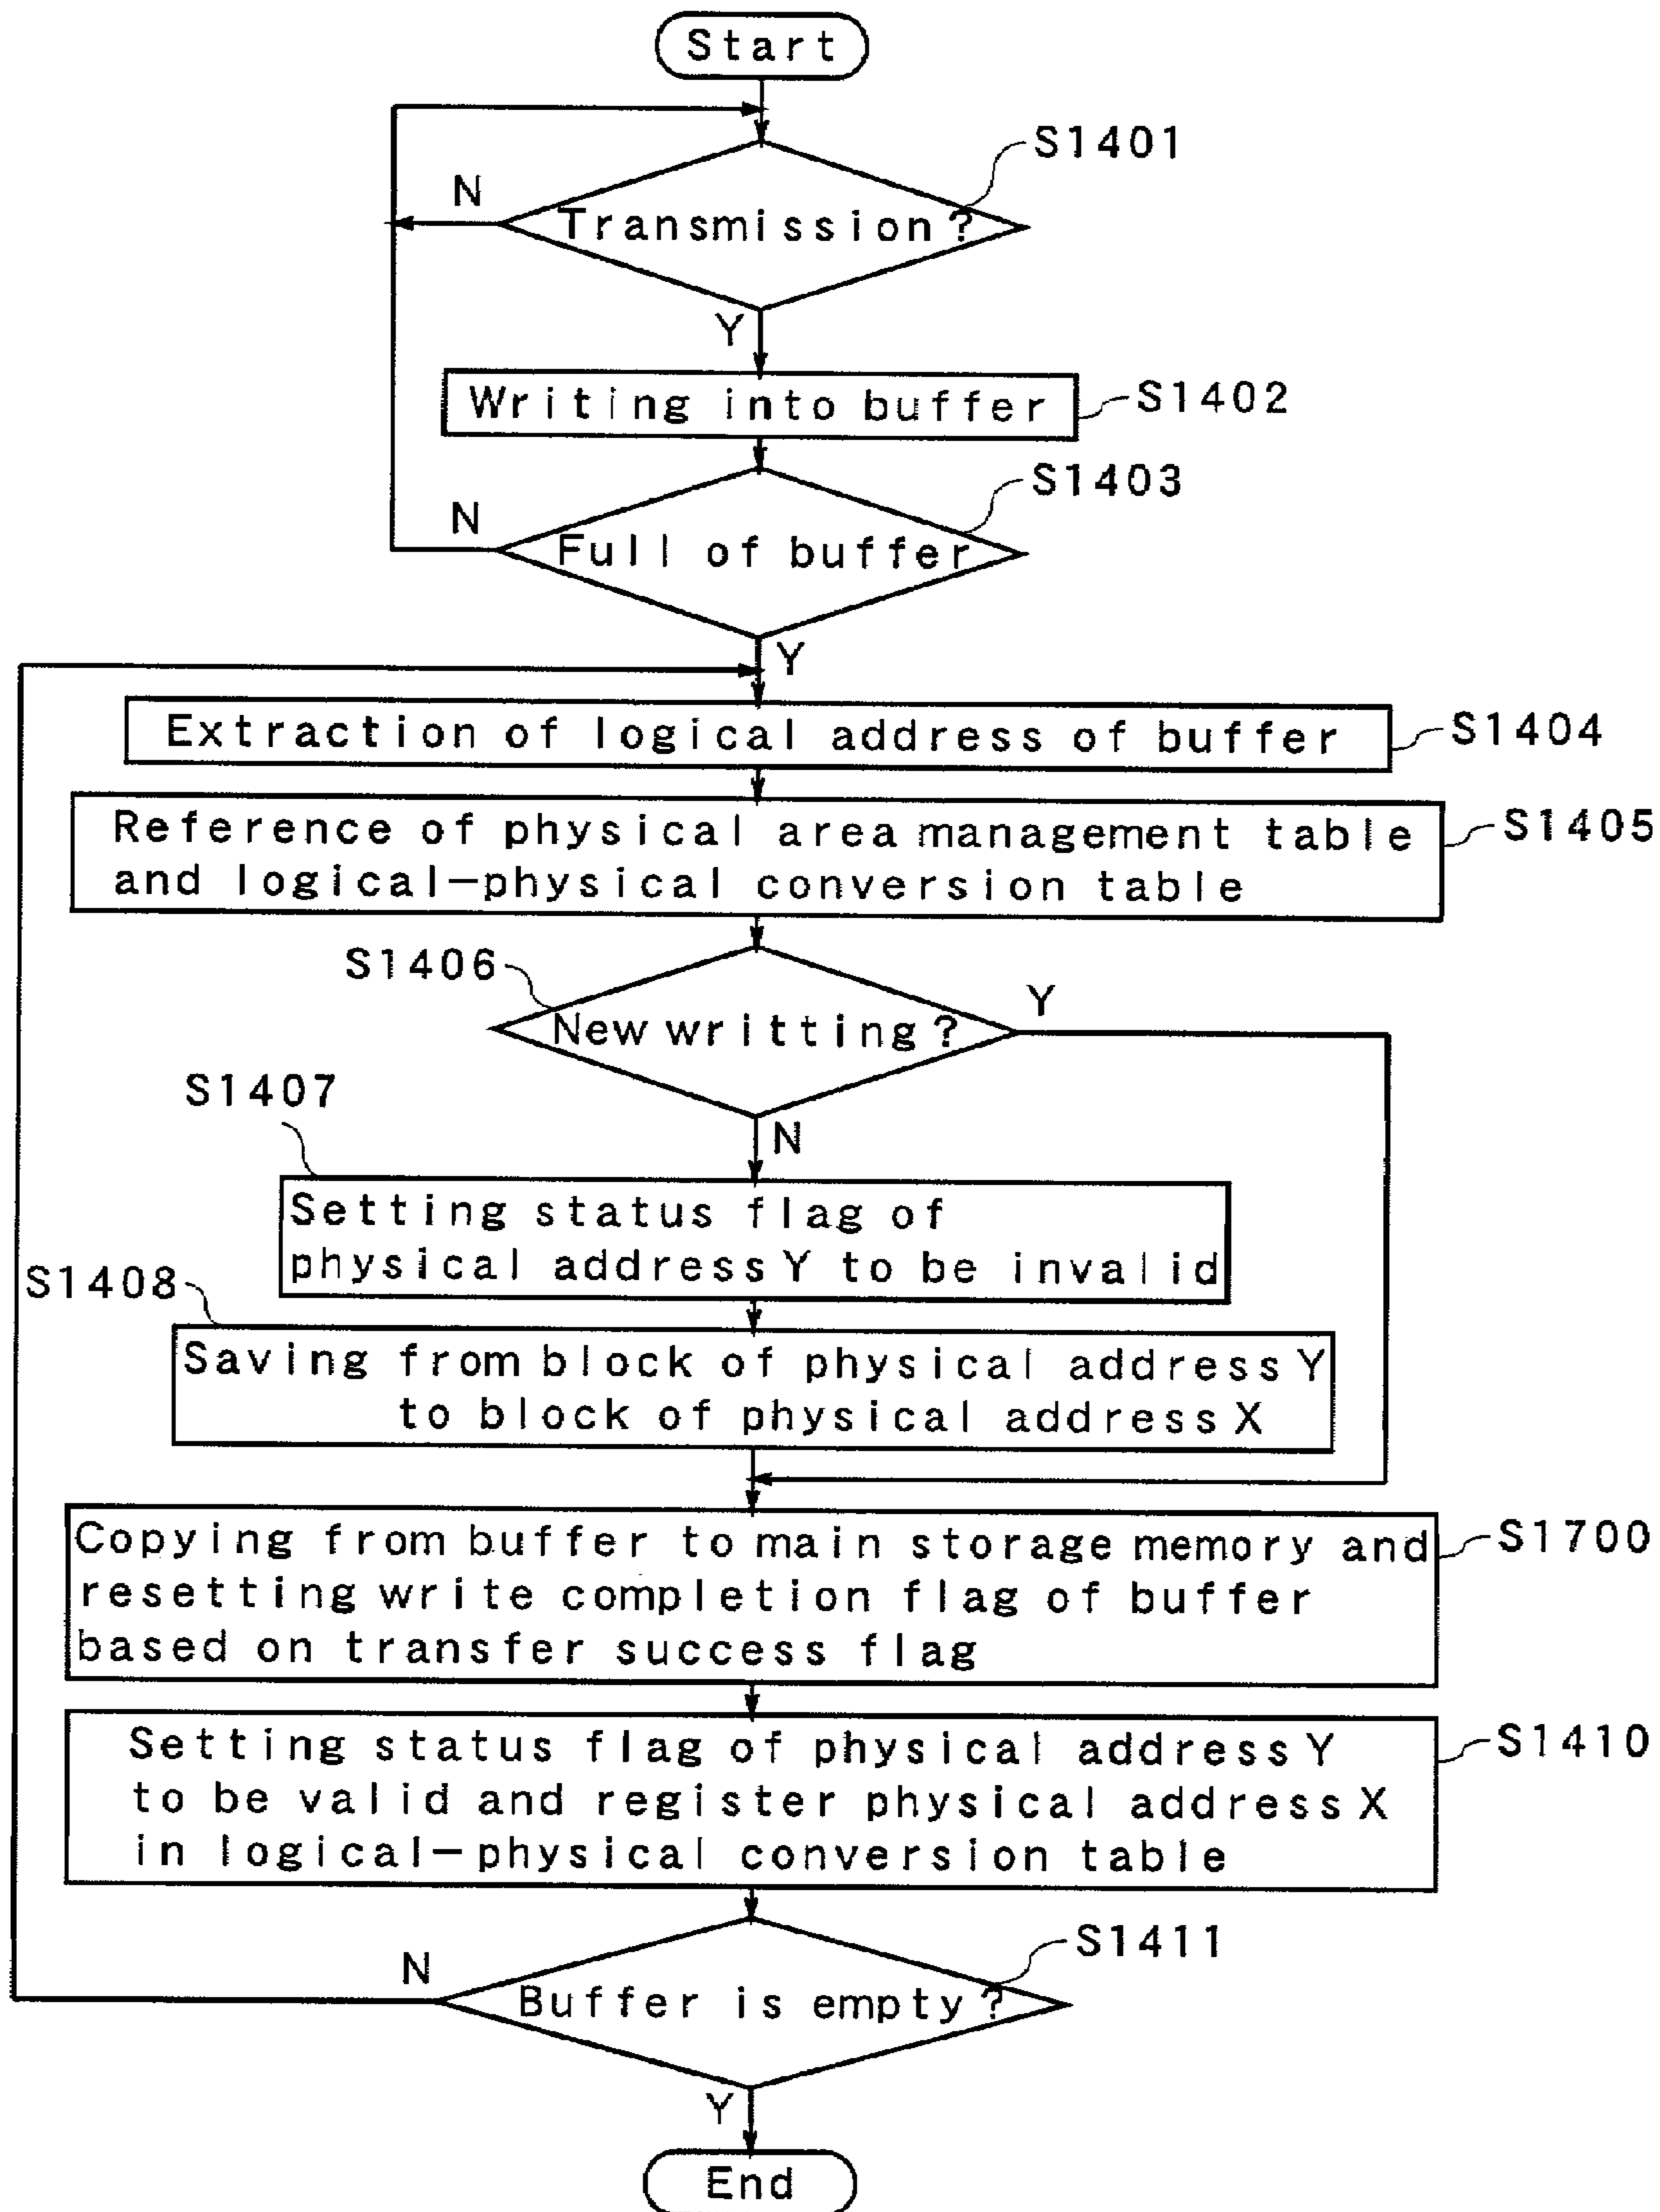 Start
S1401
N
Transmission?
Y
Writing into buffer
S1402
S1403
N
Full of buffer
Y
Extraction of logical address of buffer
S1404
Reference of physical area management table
and logical-physical conversion table
S1405
S1406
Y
New writting?
S1407
N
Setting status flag of
physical address Y to be invalid
S1408
Saving from block of physical address Y
to block of physical address X
Copying from buffer to main storage memory and
resetting write completion flag of buffer
based on transfer success flag
S1700
Setting status flag of physical address Y
to be valid and register physical address X
in logical-physical conversion table
S1410
S1411
N
Buffer is empty?
Y
End